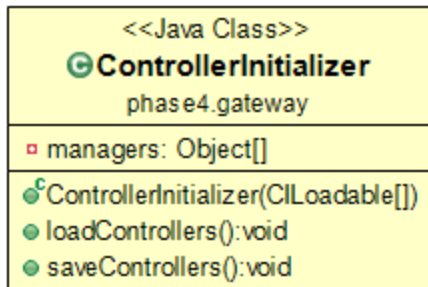 <<Java Class>>
ControllerInitializer
phase4.gateway
managers: Object[]
ControllerInitializer(CILoadable[])
loadControllers():void
saveControllers():void